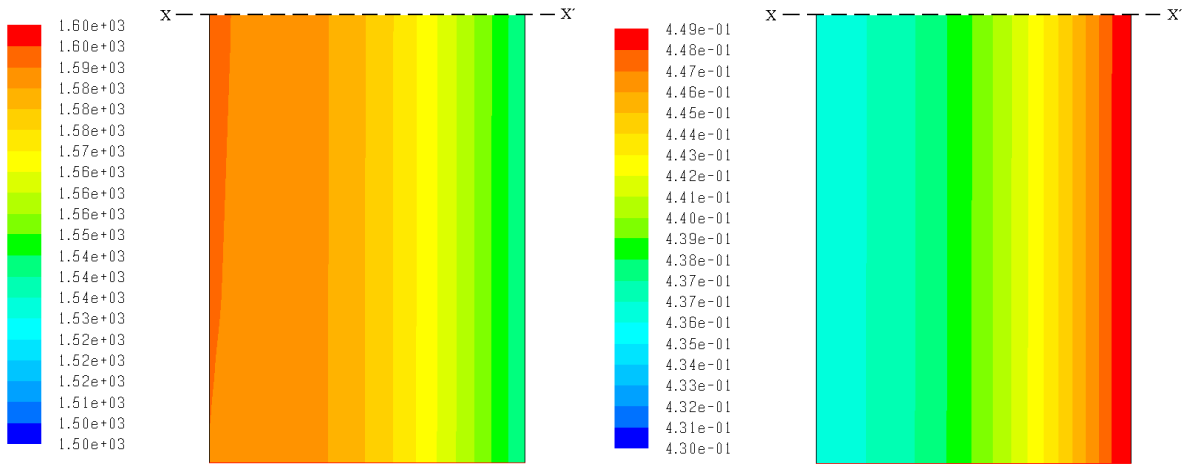 X X′
1.60e+03
1.60e+03
1.59e+03
1.58e+03
1.58e+03
1.58e+03
1.57e+03
1.56e+03
1.56e+03
1.56e+03
1.55e+03
1.54e+03
1.54e+03
1.53e+03
1.53e+03
1.52e+03
1.52e+03
1.51e+03
1.50e+03
1.50e+03
X X′
4.49e-01
4.48e-01
4.47e-01
4.46e-01
4.45e-01
4.44e-01
4.43e-01
4.42e-01
4.41e-01
4.40e-01
4.39e-01
4.38e-01
4.37e-01
4.37e-01
4.36e-01
4.35e-01
4.34e-01
4.33e-01
4.32e-01
4.31e-01
4.30e-01